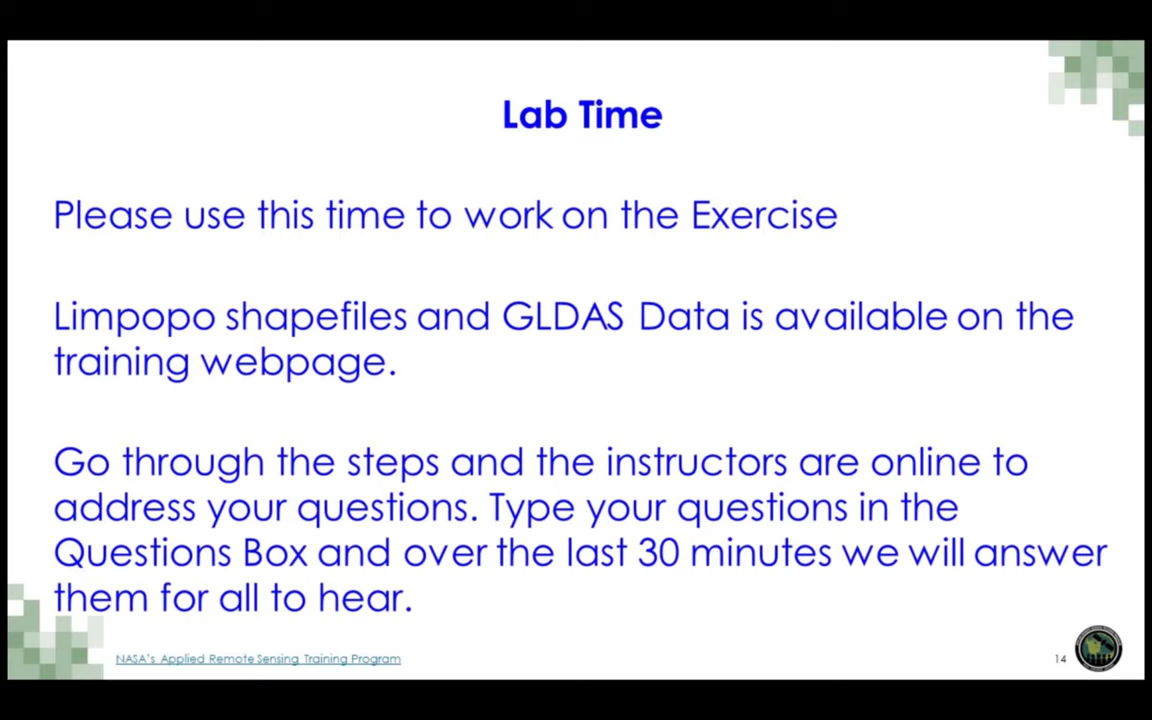 Lab Time
Please use this time to work on the Exercise
Limpopo shapefiles and GLDAS Data is available on the
training webpage.
Go through the steps and the instructors are online to
address your questions. Type your questions in the
Questions Box and over the last 30 minutes we will answer
them for all to hear.
NASA's Applied Remote Sensing Training Program
14